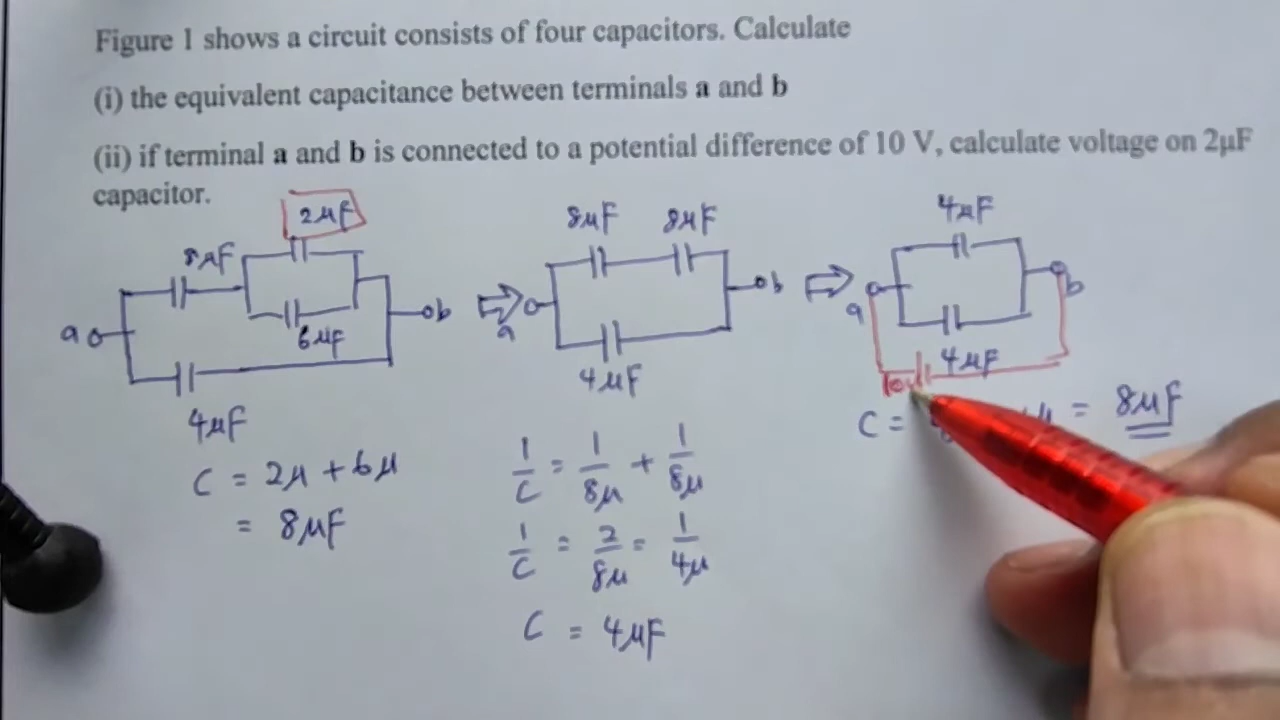 Figure 1 shows a circuit consists of four capacitors. Calculate
(i) the equivalent capacitance between terminals a and b
(ii) if terminal a and b is connected to a potential difference of 10 V, calculate voltage on 2μF
capacitor.
2μF
8μF
a
b
6μF
4μF
C = 2μ + 6μ
= 8μF
8μF 8μF
a
b
4μF
1/C = 1/8μ + 1/8μ
1/C = 2/8μ = 1/4μ
C = 4μF
4μF
a
b
4μF
10V
C = = 8μF